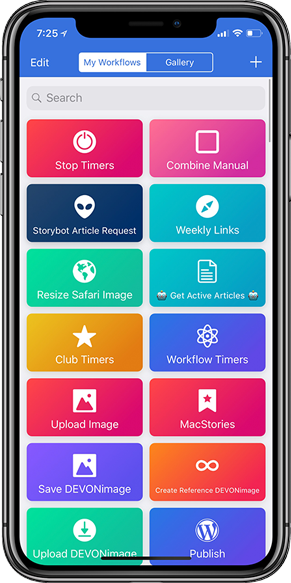 7:25
Edit
My Workflows
Gallery
+
Search
Stop Timers
Combine Manual
Storybot Article Request
Weekly Links
Resize Safari Image
Get Active Articles
Club Timers
Workflow Timers
Upload Image
MacStories
Save DEVONimage
Create Reference DEVONimage
Upload DEVONimage
Publish